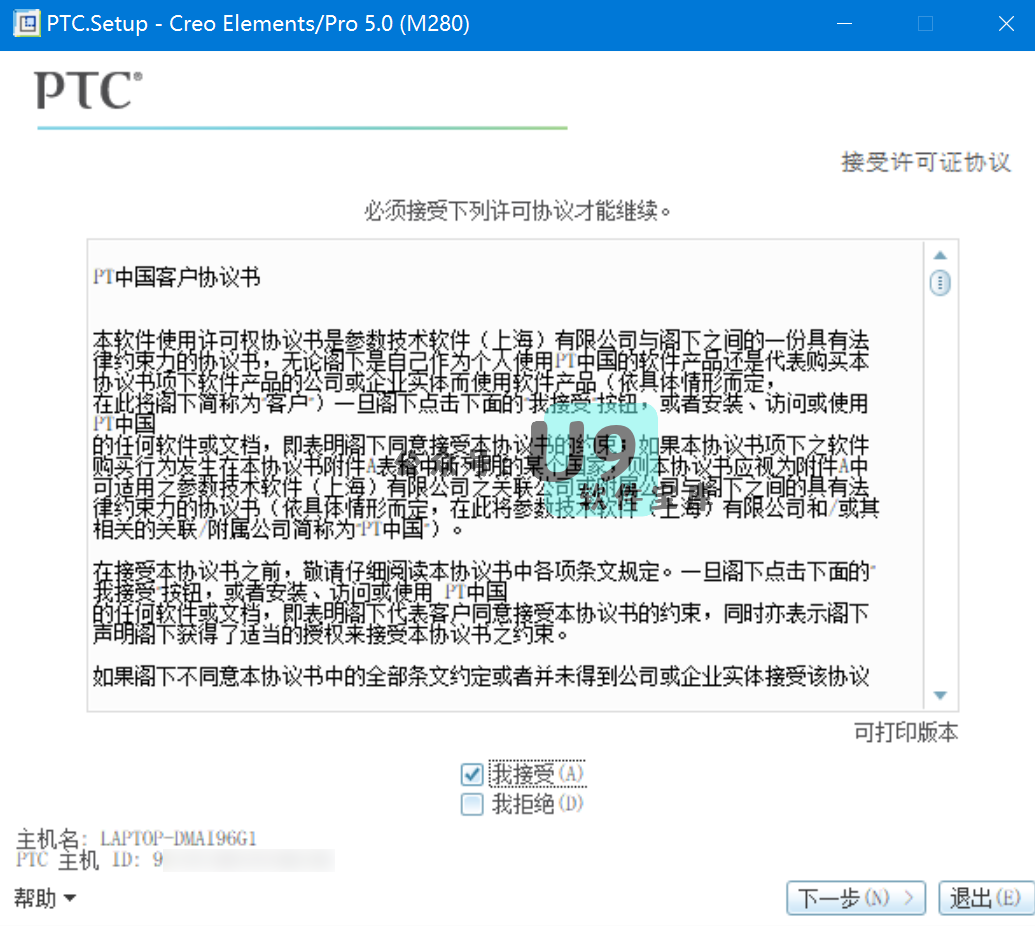 PTC.Setup - Creo Elements/Pro 5.0 (M280)
PTC®
接受许可证协议
必须接受下列许可协议才能继续。
PT中国客户协议书
本软件使用许可权协议书是参数技术软件（上海）有限公司与阁下之间的一份具有法
律约束力的协议书，无论阁下是自己作为个人使用PT中国的软件产品还是代表购买本
协议书项下软件产品的公司或企业实体而使用软件产品（依具体情形而定，
在此将阁下简称为"客户"）一旦阁下点击下面的"我接受"按钮，或者安装、访问或使用
PT中国
的任何软件或文档，即表明阁下同意接受本协议书的约束；如果本协议书项下之软件
购买行为发生在本协议书附件A表格中所列明的某个国家，则本协议书应视为附件A中
可适用之参数技术软件（上海）有限公司之关联公司 公司与阁下之间的具有法
律约束力的协议书（依具体情形而定，在此将参数技术软件（上海）有限公司和/或其
相关的关联/附属公司简称为"PT中国"）。
在接受本协议书之前，敬请仔细阅读本协议书中各项条文规定。一旦阁下点击下面的"
我接受"按钮，或者安装、访问或使用 PT中国
的任何软件或文档，即表明阁下代表客户同意接受本协议书的约束，同时亦表示阁下
声明阁下获得了适当的授权来接受本协议书之约束。
如果阁下不同意本协议书中的全部条文约定或者并未得到公司或企业实体接受该协议
U9
软件宝库
可打印版本
我接受(A)
我拒绝(D)
主机名: LAPTOP-DMAI96G1
PTC 主机 ID: 9
帮助
下一步(N) >
退出(E)